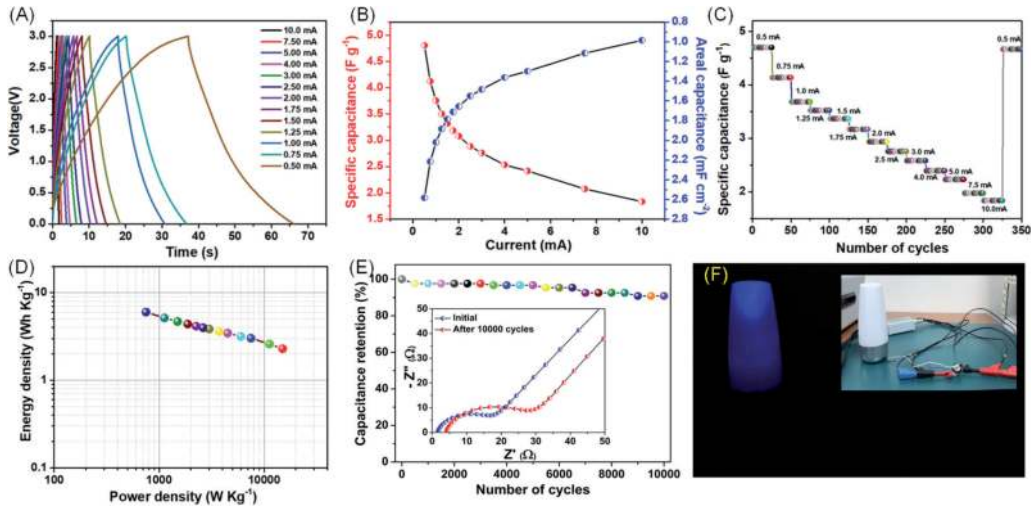 (A)
3.0
2.5
2.0
1.5
1.0
0.5
0.0
Voltage(V)
0 10 20 30 40 50 60 70
Time (s)
10.0 mA
7.50 mA
5.00 mA
4.00 mA
3.00 mA
2.50 mA
2.00 mA
1.75 mA
1.50 mA
1.25 mA
1.00 mA
0.75 mA
0.50 mA
(B)
Specific capacitance (F g-1)
5.0
4.5
4.0
3.5
3.0
2.5
2.0
1.5
0 2 4 6 8 10
Current (mA)
0.8
1.0
1.2
1.4
1.6
1.8
2.0
2.2
2.4
2.6
2.8
Areal capacitance (mF cm-2)
(C)
Specific capacitance (F g-1)
5
4
3
2
0.5 mA
0.75 mA
1.0 mA
1.25 mA
1.5 mA
1.75 mA
2.0 mA
2.5 mA
3.0 mA
4.0 mA
5.0 mA
7.5 mA
10.0mA
0.5 mA
0 50 100 150 200 250 300 350
Number of cycles
(D)
Energy density (Wh Kg-1)
10
1
0.1
100 1000 10000
Power density (W Kg-1)
(E)
Capacitance retention (%)
100
80
60
40
20
0
0 2000 4000 6000 8000 10000
Number of cycles
- Z'' (Ω)
50
40
30
20
10
0
Initial
After 10000 cycles
0 10 20 30 40 50
Z' (Ω)
(F)